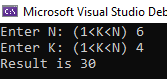 Microsoft Visual Studio Deb
Enter N: (1<K<N) 6
Enter K: (1<K<N) 4
Result is 30